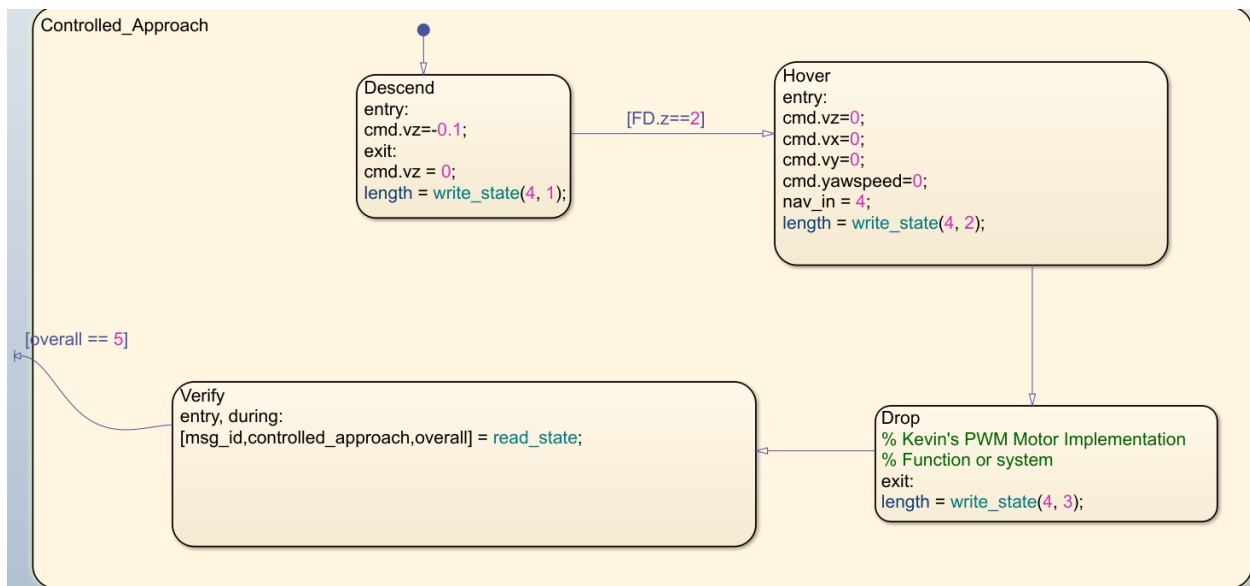 Controlled_Approach
Descend
entry:
cmd.vz=-0.1;
exit:
cmd.vz = 0;
length = write_state(4, 1);
[FD.z==2]
Hover
entry:
cmd.vz=0;
cmd.vx=0;
cmd.vy=0;
cmd.yawspeed=0;
nav_in = 4;
length = write_state(4, 2);
[overall == 5]
Verify
entry, during:
[msg_id,controlled_approach,overall] = read_state;
Drop
% Kevin's PWM Motor Implementation
% Function or system
exit:
length = write_state(4, 3);